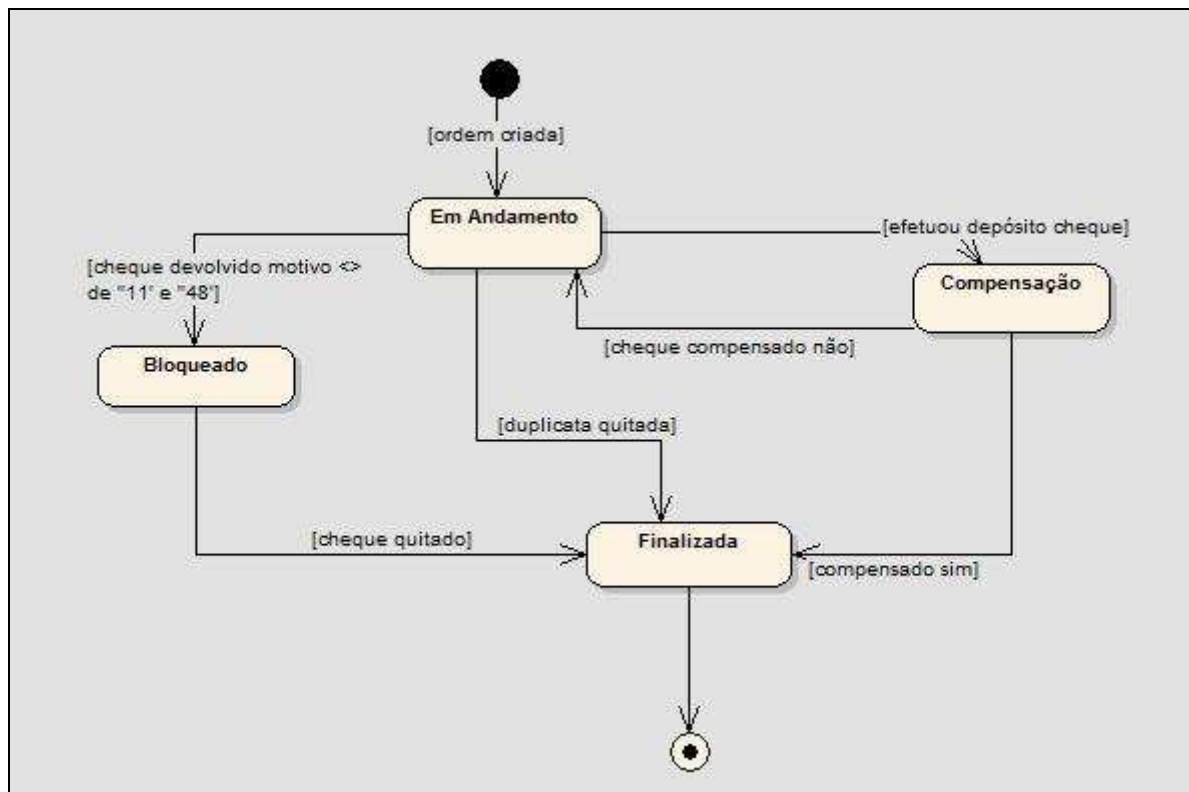 [ordem criada]
Em Andamento
[efetuou depósito cheque]
[cheque devolvido motivo <>
de "11' e "48']
Compensação
[cheque compensado não]
Bloqueado
[duplicata quitada]
[cheque quitado]
Finalizada
[compensado sim]